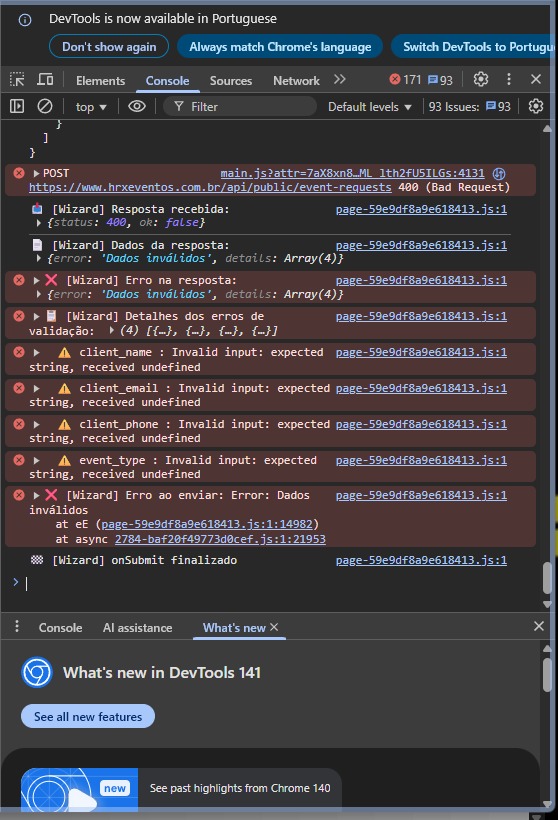 DevTools is now available in Portuguese
Don't show again
Always match Chrome's language
Switch DevTools to Portugu
Elements
Console
Sources
Network
171
93
top
Filter
Default levels
93 Issues:
93
}
]
}
POST main.js?attr=7aX8xn8…ML_lth2fU5ILGs:4131
https://www.hrxeventos.com.br/api/public/event-requests 400 (Bad Request)
[Wizard] Resposta recebida: page-59e9df8a9e618413.js:1
{status: 400, ok: false}
[Wizard] Dados da resposta: page-59e9df8a9e618413.js:1
{error: 'Dados inválidos', details: Array(4)}
[Wizard] Erro na resposta: page-59e9df8a9e618413.js:1
{error: 'Dados inválidos', details: Array(4)}
[Wizard] Detalhes dos erros de page-59e9df8a9e618413.js:1
validação: (4) [{…}, {…}, {…}, {…}]
client_name : Invalid input: expected page-59e9df8a9e618413.js:1
string, received undefined
client_email : Invalid input: expected page-59e9df8a9e618413.js:1
string, received undefined
client_phone : Invalid input: expected page-59e9df8a9e618413.js:1
string, received undefined
event_type : Invalid input: expected page-59e9df8a9e618413.js:1
string, received undefined
[Wizard] Erro ao enviar: Error: Dados page-59e9df8a9e618413.js:1
inválidos
at eE (page-59e9df8a9e618413.js:1:14982)
at async 2784-baf20f49773d0cef.js:1:21953
[Wizard] onSubmit finalizado page-59e9df8a9e618413.js:1
Console
AI assistance
What's new
What's new in DevTools 141
See all new features
new
See past highlights from Chrome 140